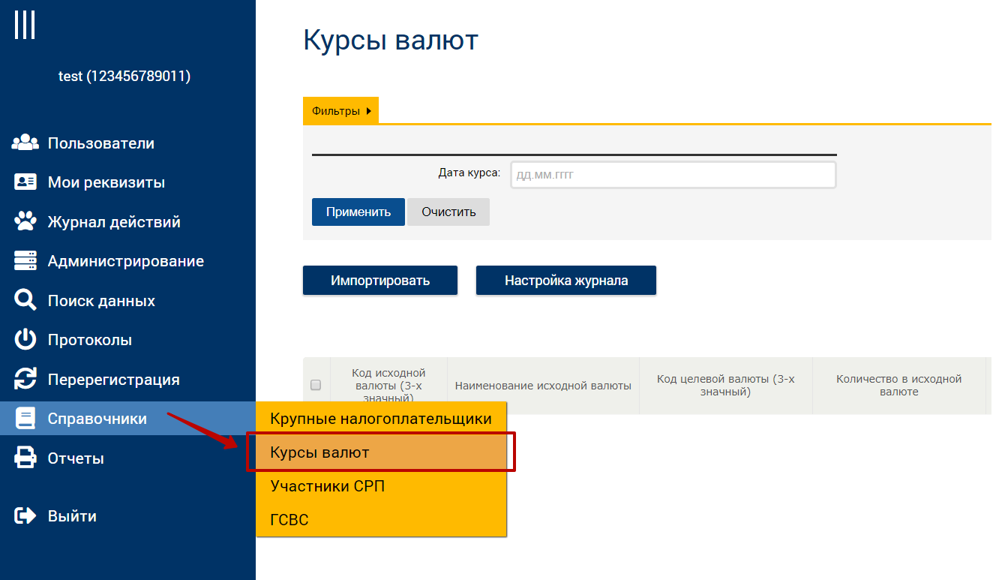 test (123456789011)
Пользователи
Мои реквизиты
Журнал действий
Администрирование
Поиск данных
Протоколы
Перерегистрация
Справочники
Отчеты
Выйти
Крупные налогоплательщики
Курсы валют
Участники СРП
ГСВС
Курсы валют
Фильтры
Дата курса:
дд.мм.гггг
Применить
Очистить
Импортировать
Настройка журнала
Код исходной
валюты (3-х
значный)
Наименование исходной валюты
Код целевой валюты (3-х
значный)
Количество в исходной
валюте